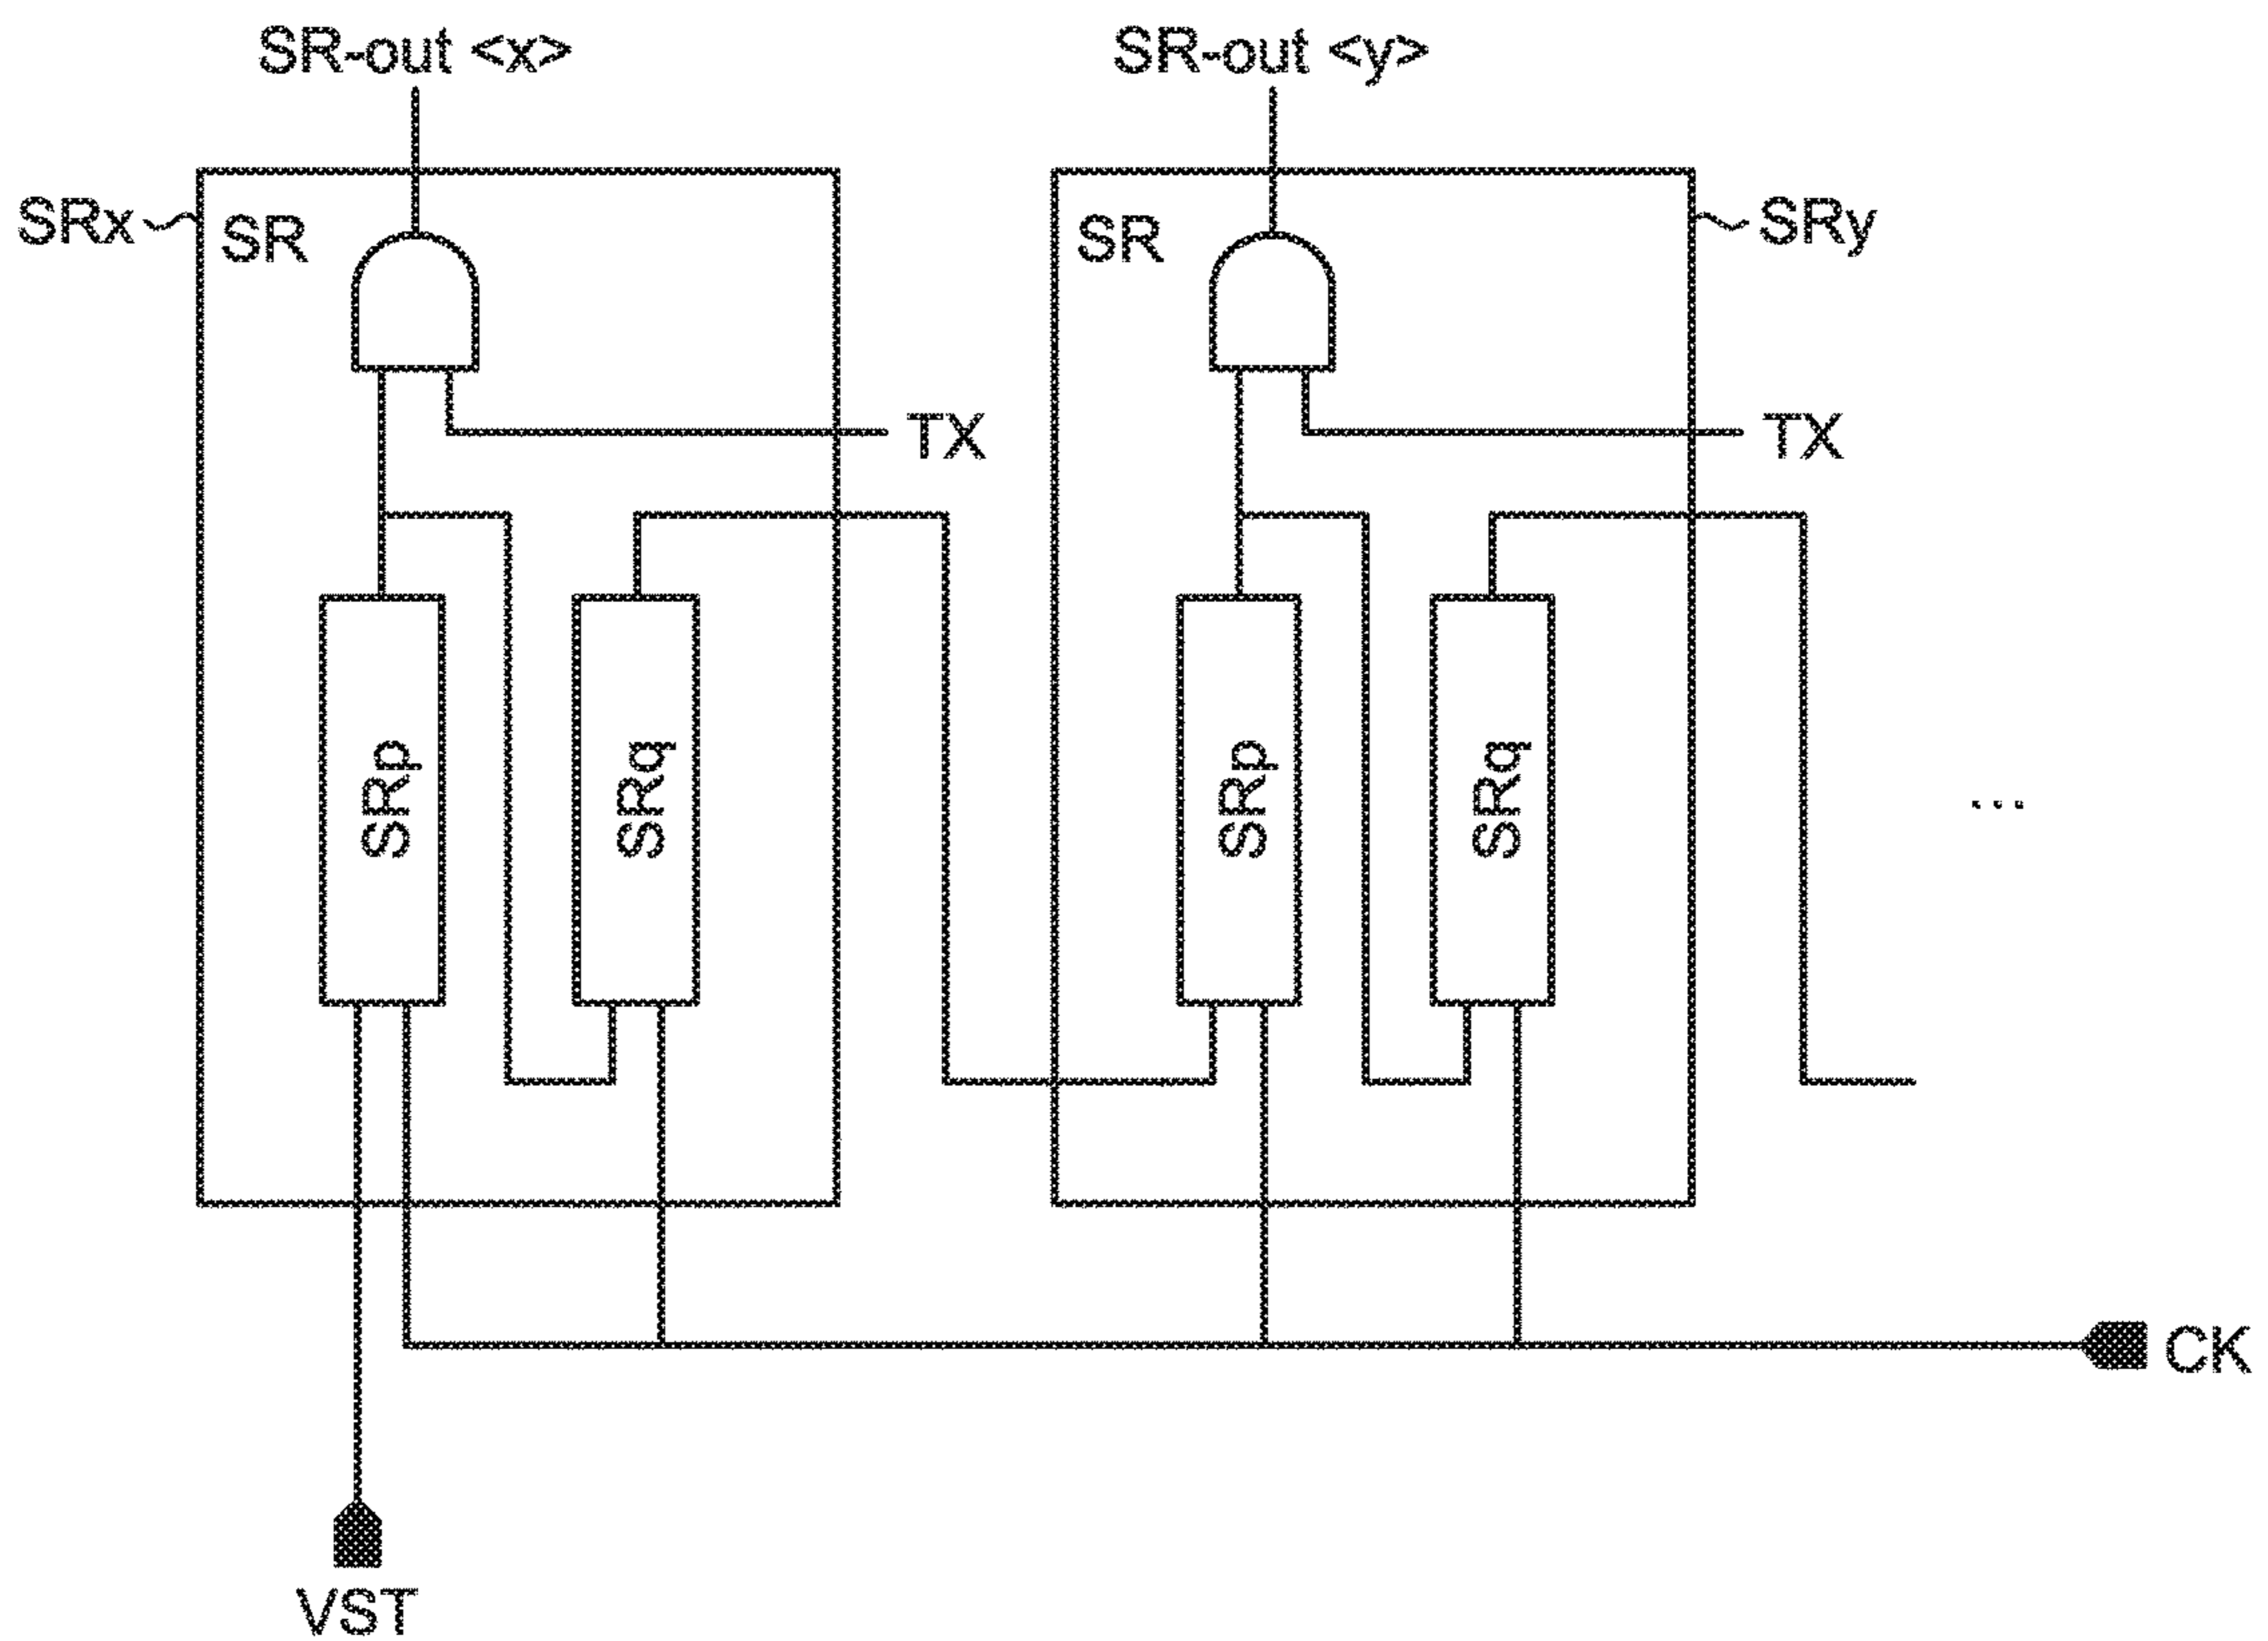 SR-out <x>
SR-out <y>
SRx
SR
SR
SRy
TX
TX
SRp
SRq
SRp
SRq
...
CK
VST